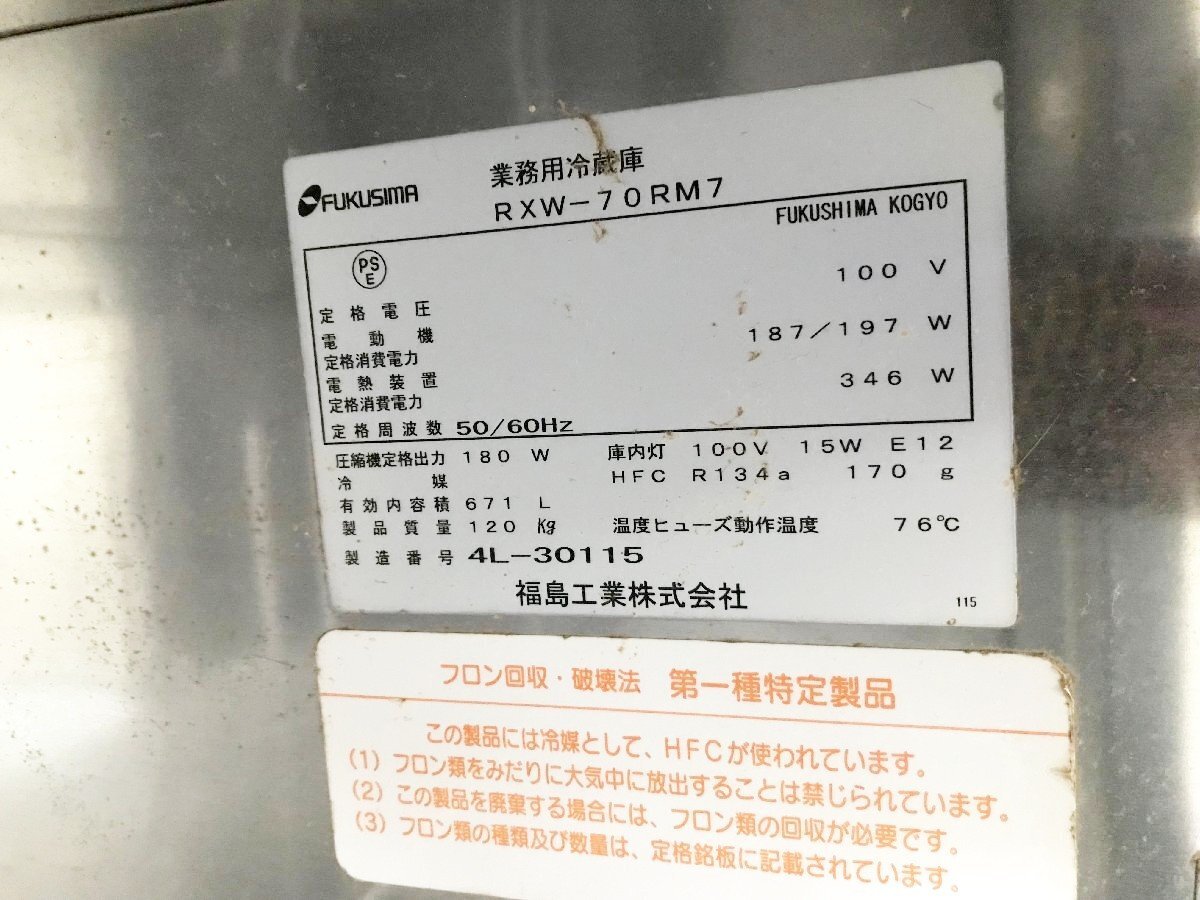 FUKUSIMA
業務用冷蔵庫
RXW-70RM7
FUKUSHIMA KOGYO
PS
E
定格電圧 100 V
電動機
定格消費電力 187/197 W
電熱装置
定格消費電力 346 W
定格周波数 50/60Hz
圧縮機定格出力 180 W 庫内灯 100V 15W E12
冷媒 HFC R134a 170 g
有効内容積 671 L
製品質量 120 Kg 温度ヒューズ動作温度 76℃
製造番号 4L-30115
福島工業株式会社
115
フロン回収・破壊法 第一種特定製品
この製品には冷媒として、HFCが使われています。
(1) フロン類をみだりに大気中に放出することは禁じられています。
(2) この製品を廃棄する場合には、フロン類の回収が必要です。
(3) フロン類の種類及び数量は、定格銘板に記載されています。